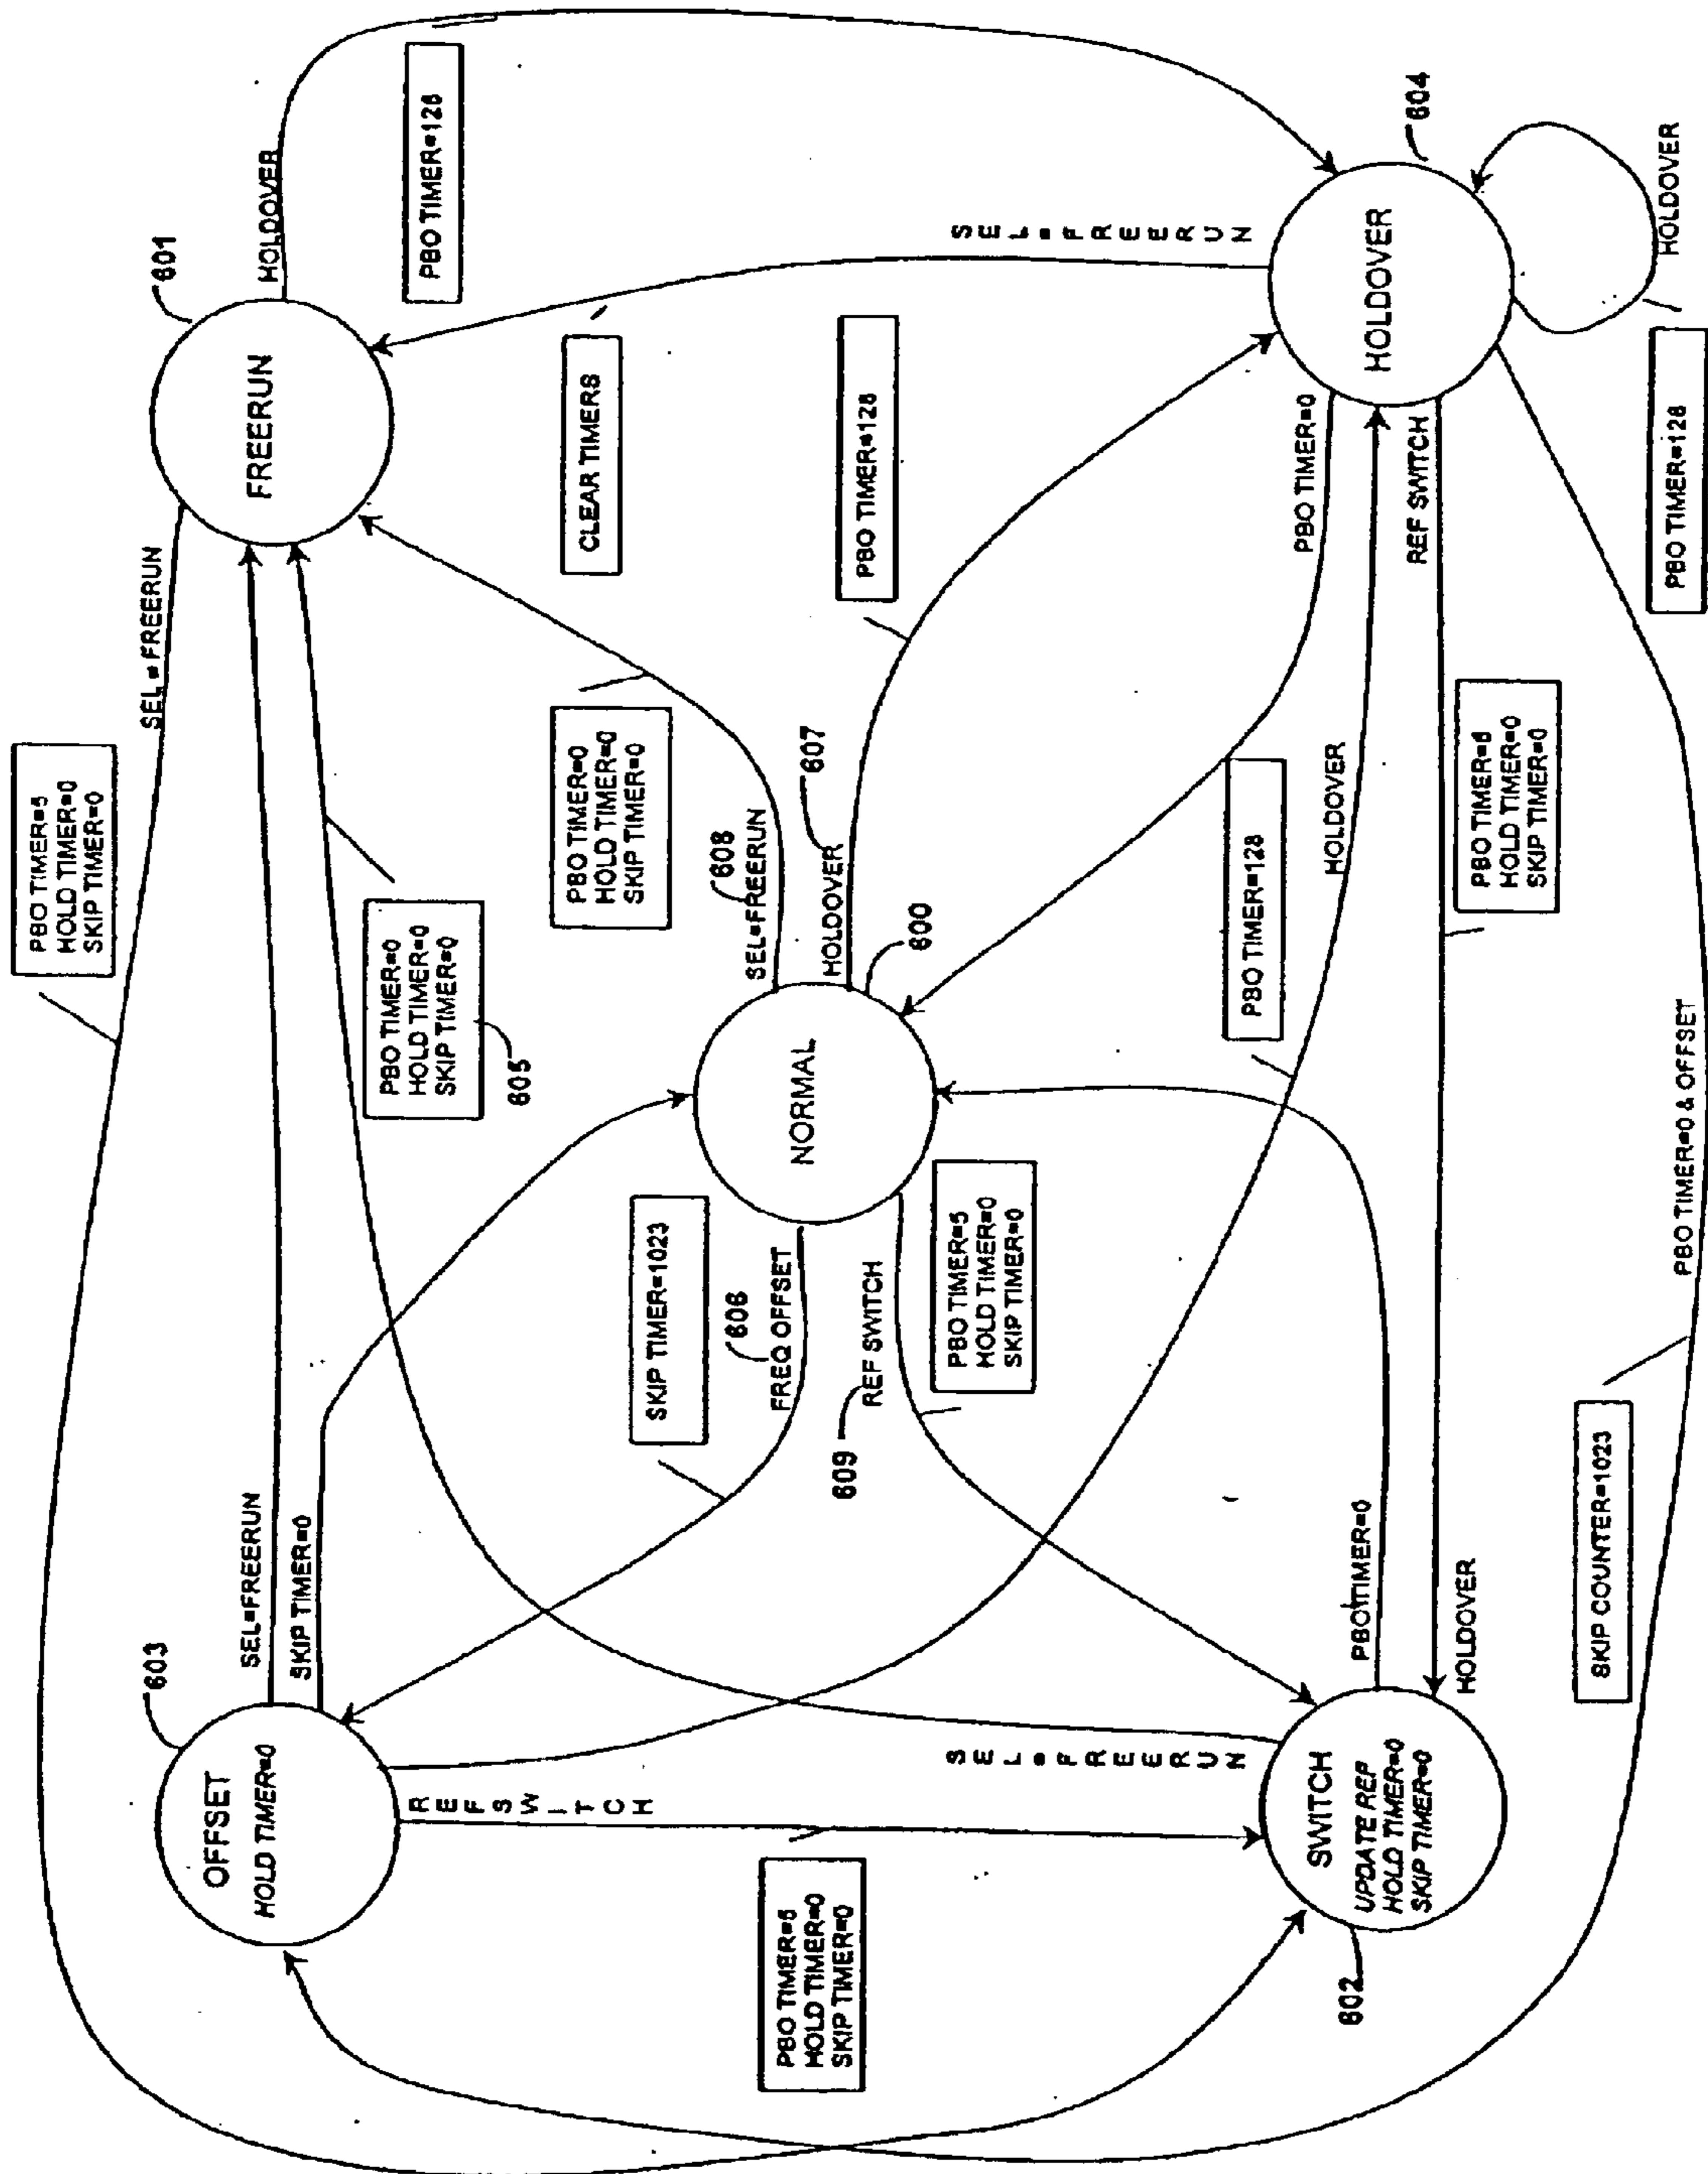 PBO TIMER=5
HOLD TIMER=0
SKIP TIMER=0
SEL = FREERUN
601
FREERUN
HOLDOVER
PBO TIMER=128
603
OFFSET
HOLD TIMER=0
SEL=FREERUN
SKIP TIMER=0
PBO TIMER=0
HOLD TIMER=0
SKIP TIMER=0
605
REF SWITCH
PBO TIMER=0
HOLD TIMER=0
SKIP TIMER=0
CLEAR TIMERS
SKIP TIMER=1023
606
FREQ OFFSET
608
SEL=FREERUN
607
HOLDOVER
NORMAL
600
609
REF SWITCH
PBO TIMER=128
PBO TIMER=5
HOLD TIMER=0
SKIP TIMER=0
PBO TIMER=5
HOLD TIMER=0
SKIP TIMER=0
SEL=FREERUN
SEL=FREERUN
PBO TIMER=128
PBO TIMER=0
HOLDOVER
SWITCH
UPDATE REF
HOLD TIMER=0
SKIP TIMER=0
602
PBO TIMER=0
HOLDOVER
HOLDOVER
604
REF SWITCH
PBO TIMER=5
HOLD TIMER=0
SKIP TIMER=0
SKIP COUNTER=1023
PBO TIMER=0 & OFFSET
PBO TIMER=128
HOLDOVER